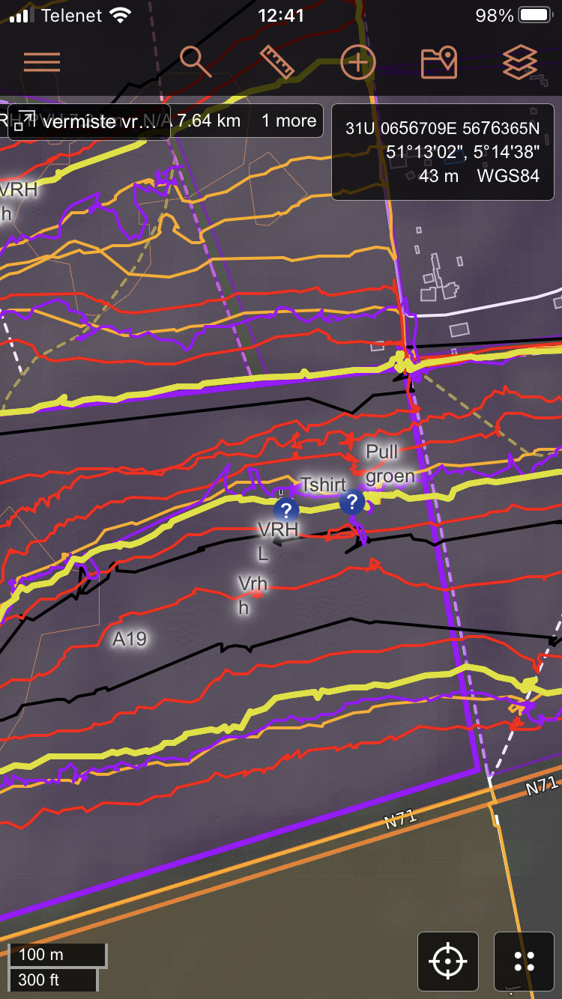 Telenet 12:41 98%
vermiste vr... N/A 7.64 km 1 more
31U 0656709E 5676365N
51°13'02", 5°14'38"
43 m WGS84
VRH
h
Pull
groen
Tshirt
?
?
VRH
L
Vrh
h
A19
N71
N71
100 m
300 ft